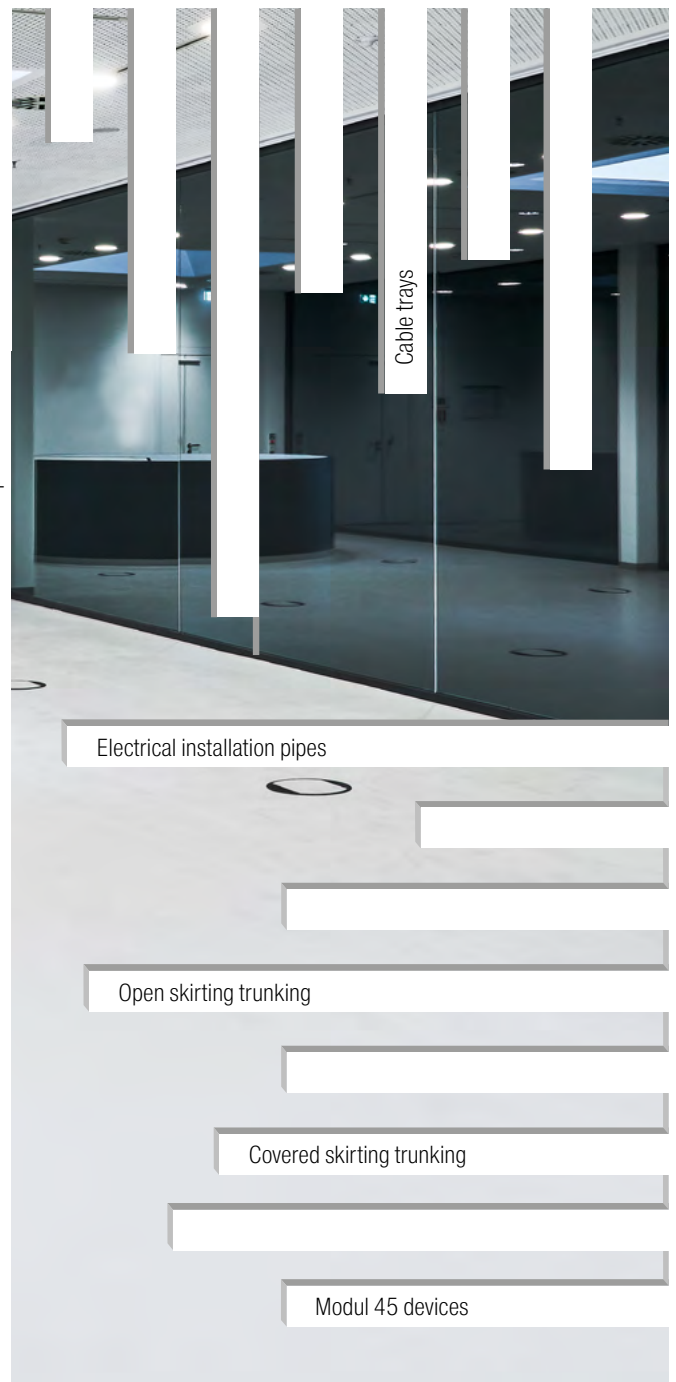 Cable trays
Electrical installation pipes
Open skirting trunking
Covered skirting trunking
Modul 45 devices